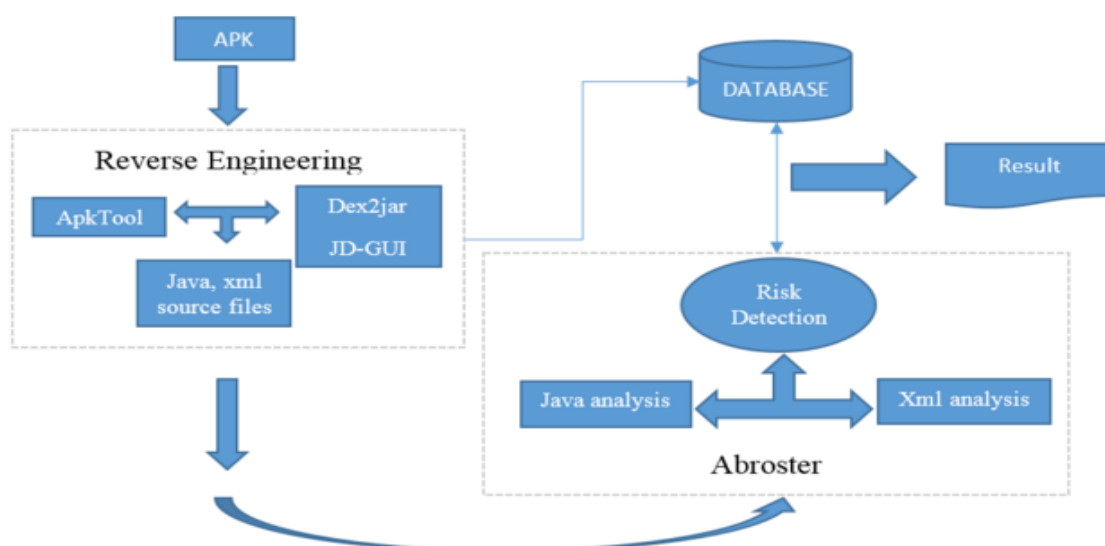 APK
DATABASE
Reverse Engineering
ApkTool
Dex2jar
JD-GUI
Java, xml
source files
Result
Risk
Detection
Java analysis
Xml analysis
Abroster